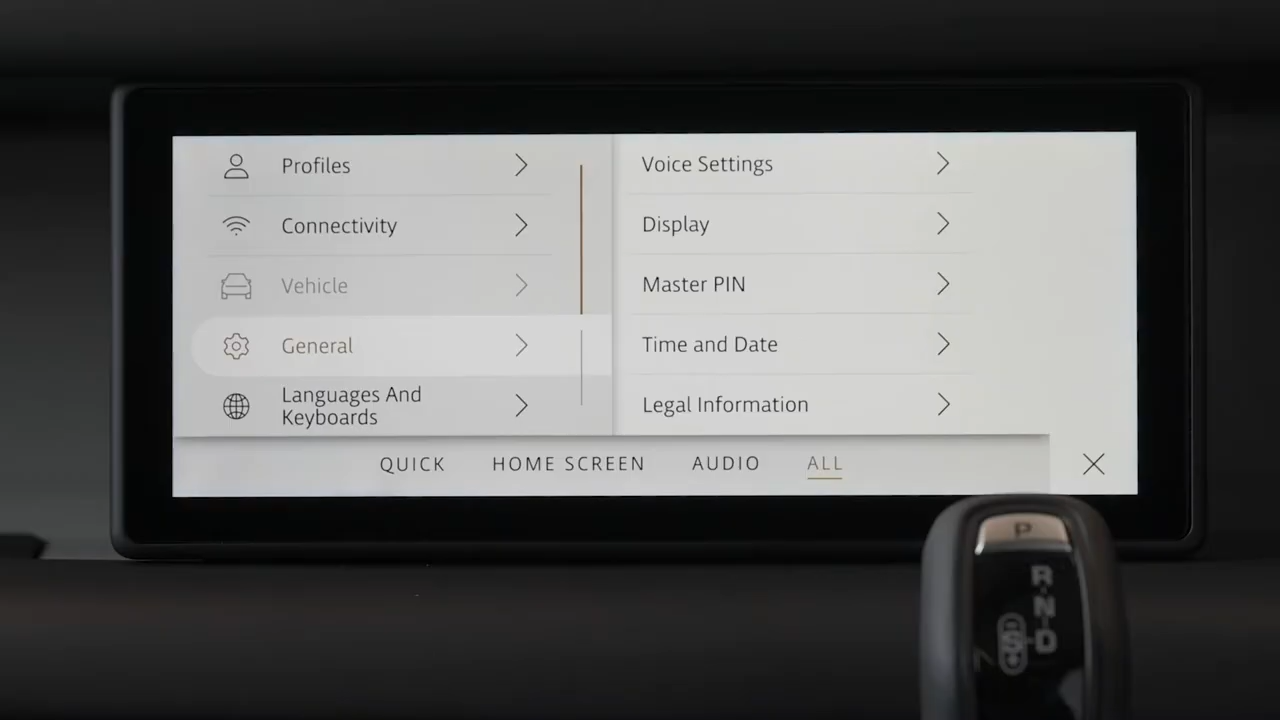 Profiles
Connectivity
Vehicle
General
Languages And
Keyboards
Voice Settings
Display
Master PIN
Time and Date
Legal Information
QUICK
HOME SCREEN
AUDIO
ALL
P
R
N
D
S